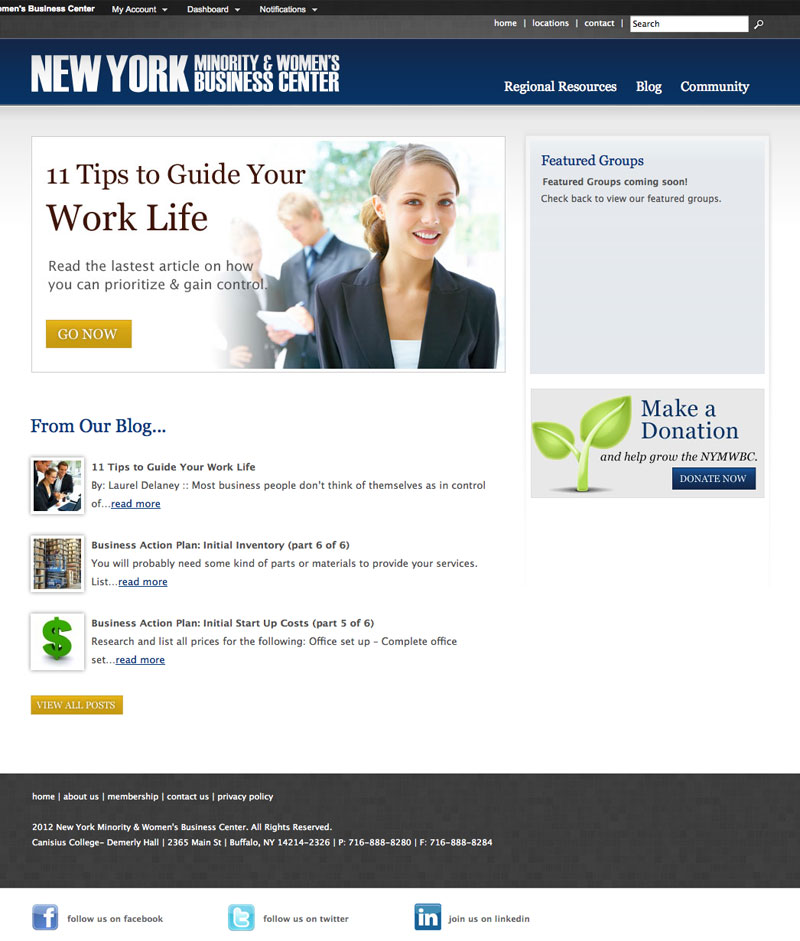 omen's Business Center My Account Dashboard Notifications
home | locations | contact | Search
NEW YORK MINORITY & WOMEN'S BUSINESS CENTER
Regional Resources Blog Community
11 Tips to Guide Your
Work Life
Read the lastest article on how
you can prioritize & gain control.
GO NOW
Featured Groups
Featured Groups coming soon!
Check back to view our featured groups.
Make a
Donation
and help grow the NYMWBC.
DONATE NOW
From Our Blog...
11 Tips to Guide Your Work Life
By: Laurel Delaney :: Most business people don't think of themselves as in control
of...read more
Business Action Plan: Initial Inventory (part 6 of 6)
You will probably need some kind of parts or materials to provide your services.
List...read more
Business Action Plan: Initial Start Up Costs (part 5 of 6)
Research and list all prices for the following: Office set up – Complete office
set...read more
VIEW ALL POSTS
home | about us | membership | contact us | privacy policy
2012 New York Minority & Women's Business Center. All Rights Reserved.
Canisius College- Demerly Hall | 2365 Main St | Buffalo, NY 14214-2326 | P: 716-888-8280 | F: 716-888-8284
follow us on facebook follow us on twitter join us on linkedin